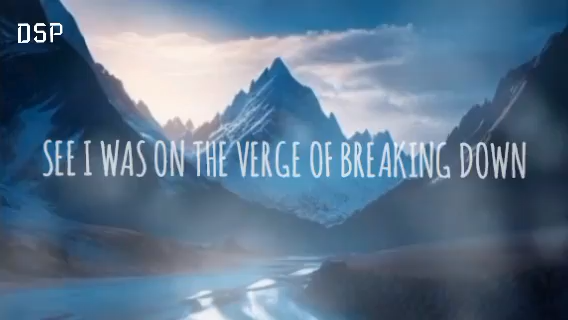 DSP
SEE I WAS ON THE VERGE OF BREAKING DOWN